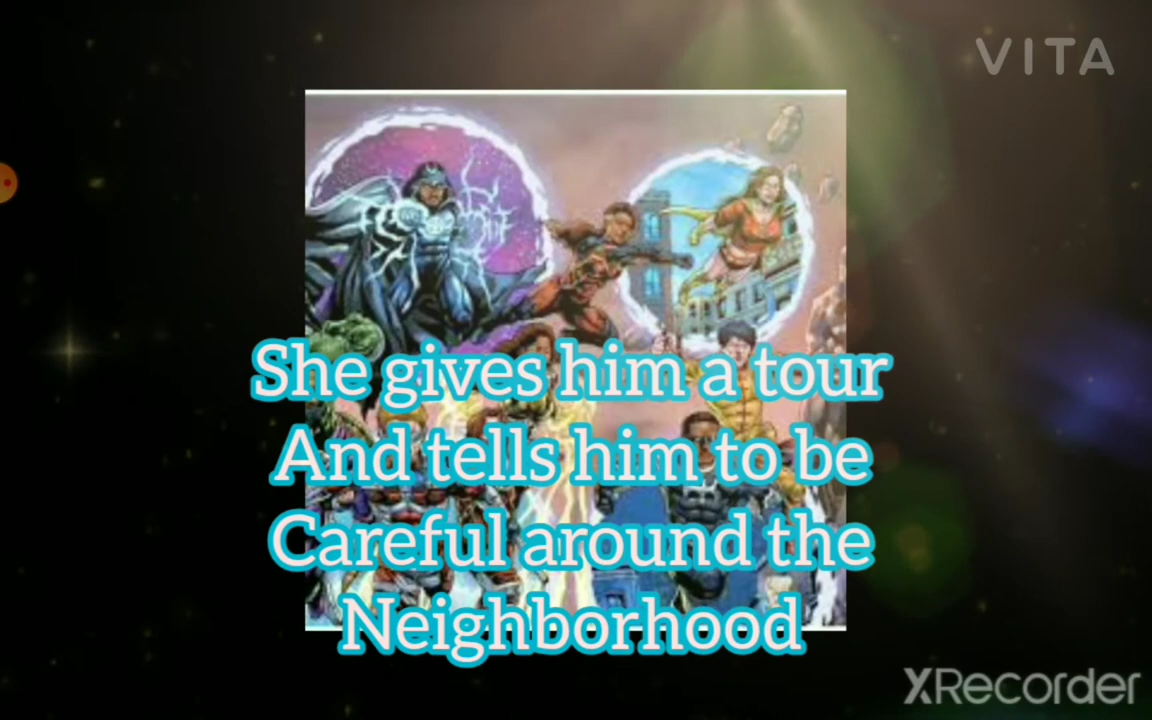 VITA
She gives him a tour
And tells him to be
Careful around the
Neighborhood
XRecorder